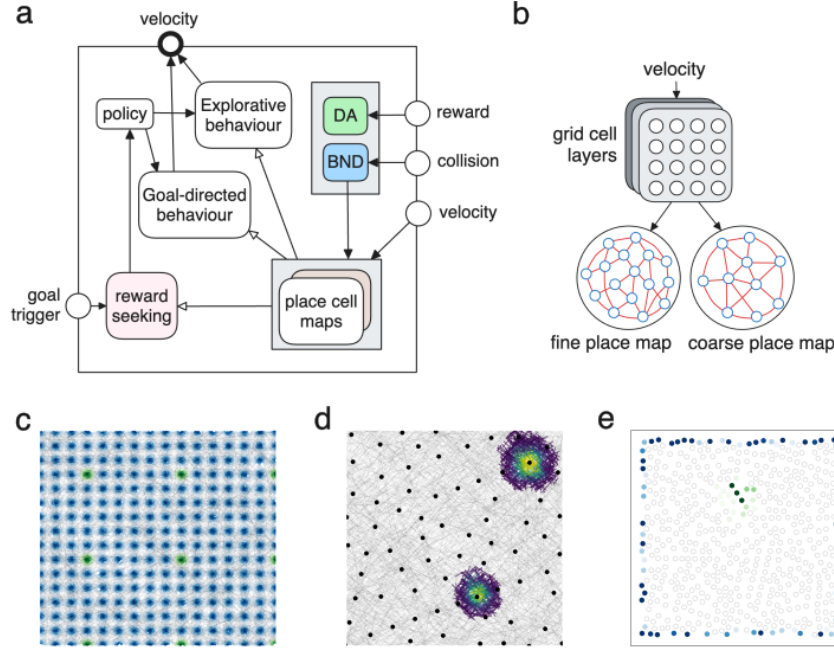 a
velocity
policy
Explorative
behaviour
DA
reward
BND
collision
Goal-directed
behaviour
velocity
goal
trigger
reward
seeking
place cell
maps
b
velocity
grid cell
layers
fine place map
coarse place map
c
d
e